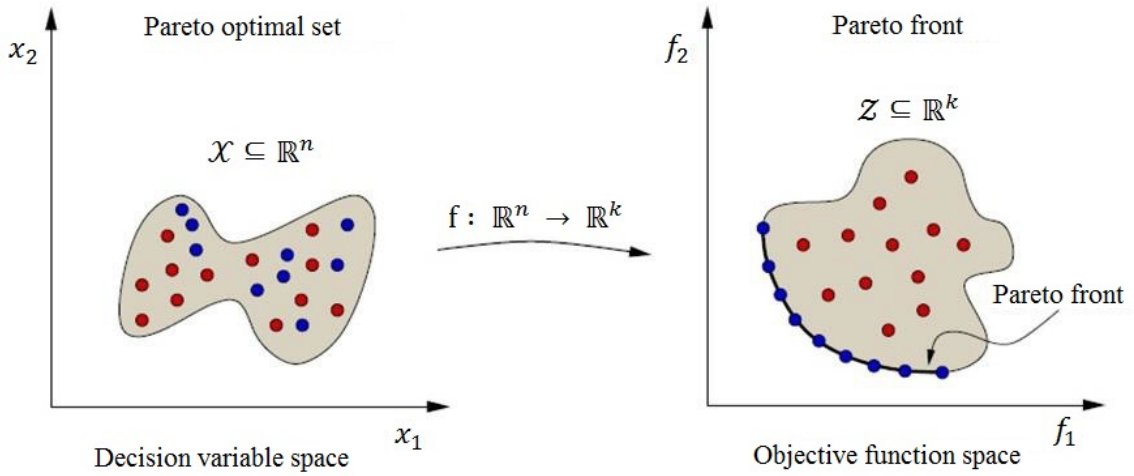 Pareto optimal set
x₂
𝒳 ⊆ ℝⁿ
x₁
Decision variable space
f : ℝⁿ → ℝᵏ
Pareto front
f₂
𝒵 ⊆ ℝᵏ
Pareto front
f₁
Objective function space